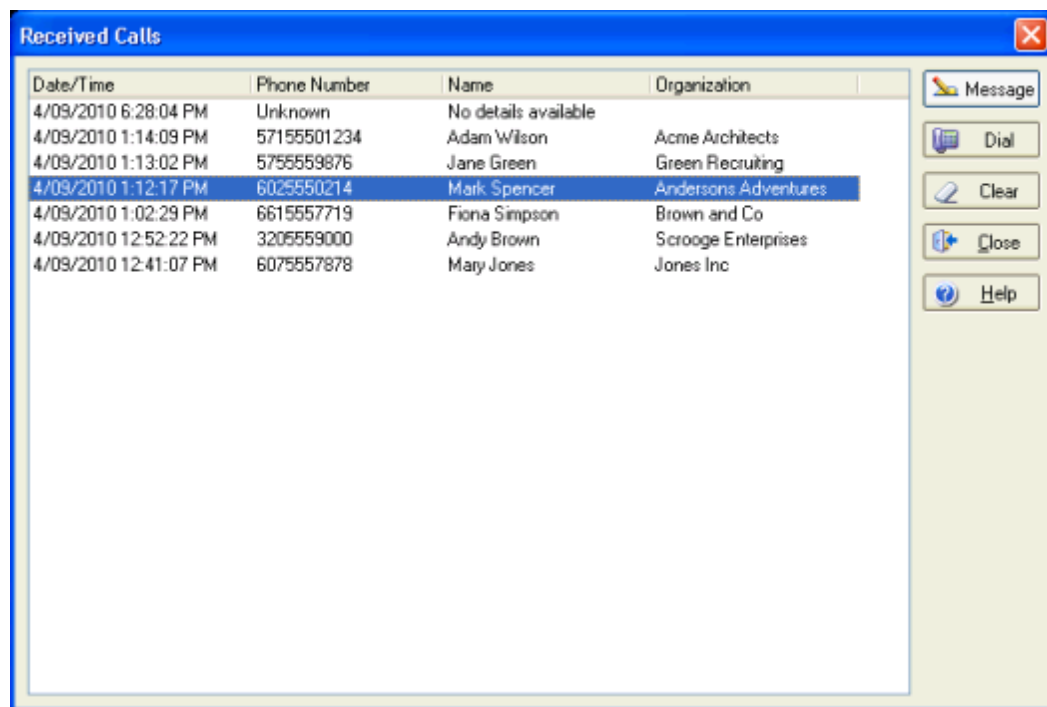 Received Calls
Date/Time Phone Number Name Organization
4/09/2010 6:28:04 PM Unknown No details available
4/09/2010 1:14:09 PM 57155501234 Adam Wilson Acme Architects
4/09/2010 1:13:02 PM 5755559876 Jane Green Green Recruiting
4/09/2010 1:12:17 PM 6025550214 Mark Spencer Andersons Adventures
4/09/2010 1:02:29 PM 6615557719 Fiona Simpson Brown and Co
4/09/2010 12:52:22 PM 3205559000 Andy Brown Scrooge Enterprises
4/09/2010 12:41:07 PM 6075557878 Mary Jones Jones Inc
Message
Dial
Clear
Close
Help